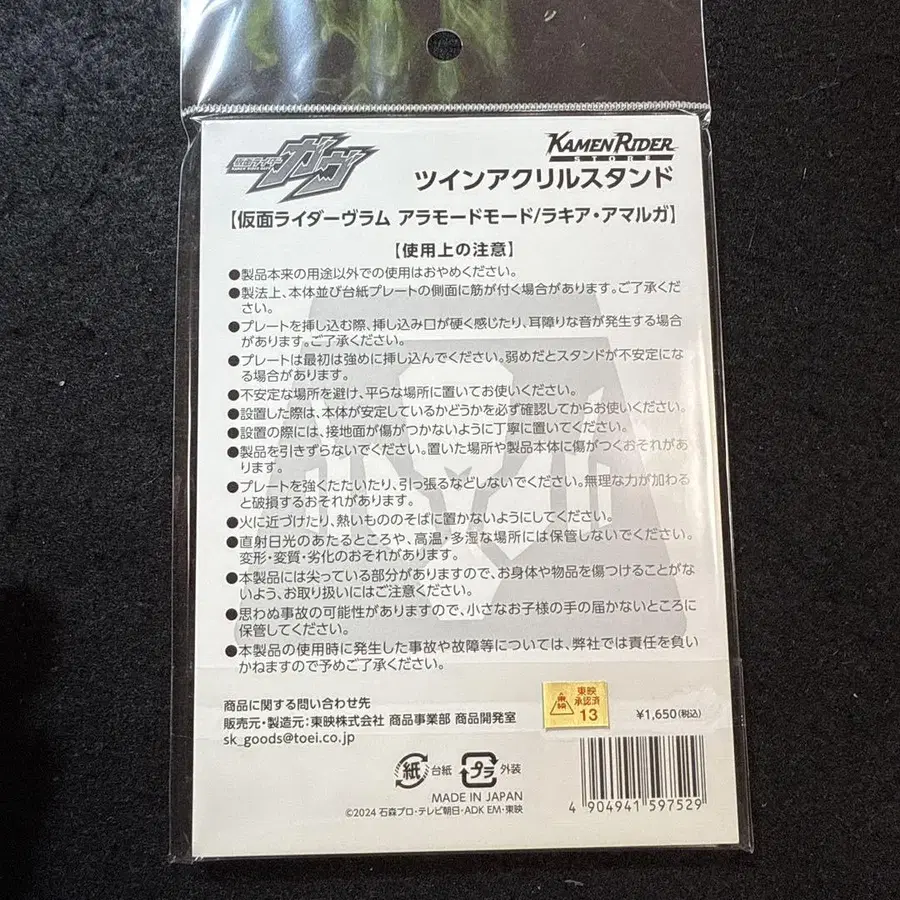 仮面ライダー
ガヴ
KAMEN RIDER
STORE
ツインアクリルスタンド
【仮面ライダーヴラム アラモードモード/ラキア・アマルガ】
【使用上の注意】
●製品本来の用途以外での使用はおやめください。
●製法上、本体並び台紙プレートの側面に筋が付く場合があります。ご了承くだ
さい。
●プレートを挿し込む際、挿し込み口が硬く感じたり、耳障りな音が発生する場合
があります。ご了承ください。
●プレートは最初は強めに挿し込んでください。弱めだとスタンドが不安定にな
る場合があります。
●不安定な場所を避け、平らな場所に置いてお使いください。
●設置した際は、本体が安定しているかどうかを必ず確認してからお使いください。
●設置の際には、接地面が傷がつかないように丁寧に置いてください。
●製品を引きずらないでください。置いた場所や製品本体に傷がつくおそれがあ
ります。
●プレートを強くたたいたり、引っ張るなどしないでください。無理な力が加わる
と破損するおそれがあります。
●火に近づけたり、熱いもののそばに置かないようにしてください。
●直射日光のあたるところや、高温・多湿な場所には保管しないでください。
変形・変質・劣化のおそれがあります。
●本製品には尖っている部分がありますので、お身体や物品を傷つけることがな
いよう、お取り扱いにはご注意ください。
●思わぬ事故の可能性がありますので、小さなお子様の手の届かないところに
保管してください。
●本製品の使用時に発生した事故や故障等については、弊社では責任を負い
かねますので予めご了承ください。
商品に関する問い合わせ先
販売元・製造元:東映株式会社 商品事業部 商品開発室
sk_goods@toei.co.jp
東映
承認済
13
¥1,650(税込)
紙 台紙 プラ 外装
MADE IN JAPAN
©2024 石森プロ・テレビ朝日・ADK EM・東映
4 904941 597529